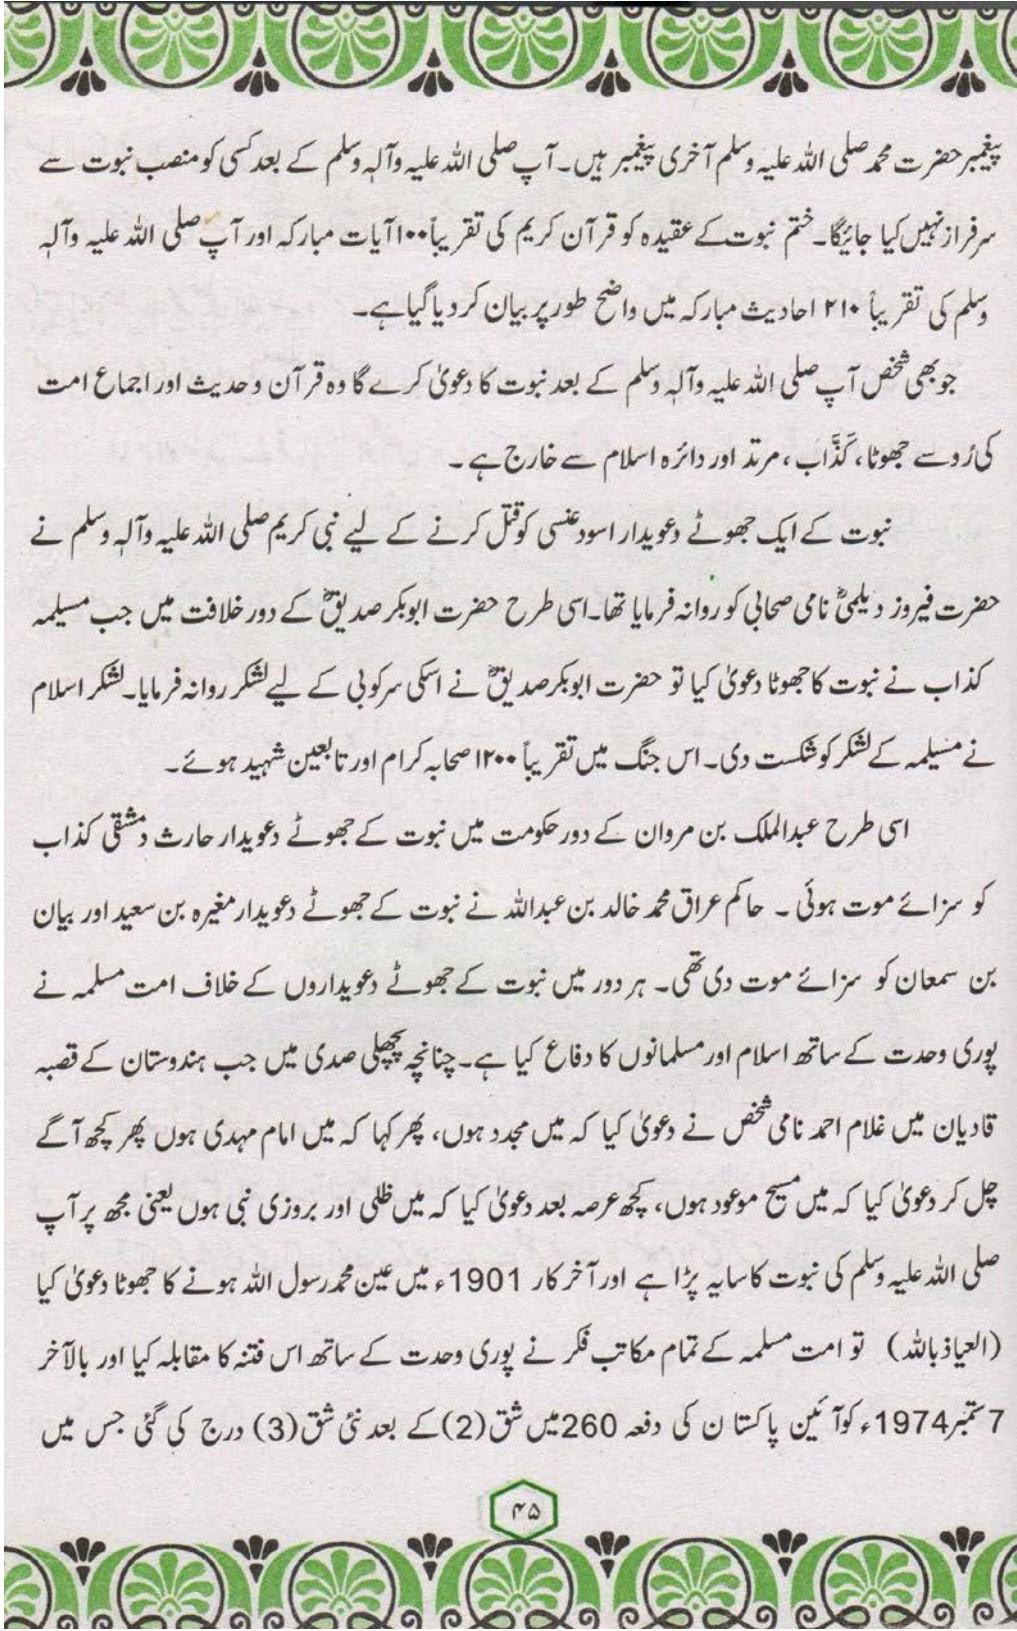 پیغمبر حضرت محمد صلی اللہ علیہ وسلم آخری پیغمبر ہیں۔ آپ صلی اللہ علیہ وآلہ وسلم کے بعد کسی کو منصب نبوت سے
سرفراز نہیں کیا جائیگا۔ ختم نبوت کے عقیدہ کو قرآن کریم کی تقریباً ۱۰۰ آیات مبارکہ اور آپ صلی اللہ علیہ وآلہ
وسلم کی تقریباً ۲۱۰ احادیث مبارکہ میں واضح طور پر بیان کر دیا گیا ہے۔
جو بھی شخص آپ صلی اللہ علیہ وآلہ وسلم کے بعد نبوت کا دعویٰ کرے گا وہ قرآن و حدیث اور اجماع امت
کی رُو سے جھوٹا، کَذَّاب، مرتد اور دائرہ اسلام سے خارج ہے ۔
نبوت کے ایک جھوٹے دعویدار اسود عنسی کو قتل کرنے کے لیے نبی کریم صلی اللہ علیہ وآلہ وسلم نے
حضرت فیروز دیلمیؓ نامی صحابی کو روانہ فرمایا تھا۔ اسی طرح حضرت ابوبکر صدیقؓ کے دور خلافت میں جب مسیلمہ
کذاب نے نبوت کا جھوٹا دعویٰ کیا تو حضرت ابوبکر صدیقؓ نے اسکی سرکوبی کے لیے لشکر روانہ فرمایا۔ لشکر اسلام
نے مسیلمہ کے لشکر کو شکست دی۔ اس جنگ میں تقریباً ۱۲۰۰ صحابہ کرام اور تابعین شہید ہوئے۔
اسی طرح عبدالملک بن مروان کے دور حکومت میں نبوت کے جھوٹے دعویدار حارث دمشقی کذاب
کو سزائے موت ہوئی ۔ حاکم عراق محمد خالد بن عبداللہ نے نبوت کے جھوٹے دعویدار مغیرہ بن سعید اور بیان
بن سمعان کو سزائے موت دی تھی۔ ہر دور میں نبوت کے جھوٹے دعویداروں کے خلاف امت مسلمہ نے
پوری وحدت کے ساتھ اسلام اور مسلمانوں کا دفاع کیا ہے۔ چنانچہ پچھلی صدی میں جب ہندوستان کے قصبہ
قادیان میں غلام احمد نامی شخص نے دعویٰ کیا کہ میں مجدد ہوں، پھر کہا کہ میں امام مہدی ہوں پھر کچھ آگے
چل کر دعویٰ کیا کہ میں مسیح موعود ہوں، کچھ عرصہ بعد دعویٰ کیا کہ میں ظلی اور بروزی نبی ہوں یعنی مجھ پر آپ
صلی اللہ علیہ وسلم کی نبوت کا سایہ پڑا ہے اور آخر کار 1901ء میں عین محمد رسول اللہ ہونے کا جھوٹا دعویٰ کیا
(العیاذ باللہ) تو امت مسلمہ کے تمام مکاتب فکر نے پوری وحدت کے ساتھ اس فتنہ کا مقابلہ کیا اور بالآخر
7 ستمبر 1974ء کو آئین پاکستان کی دفعہ 260 میں شق (2) کے بعد نئی شق (3) درج کی گئی جس میں
۴۵